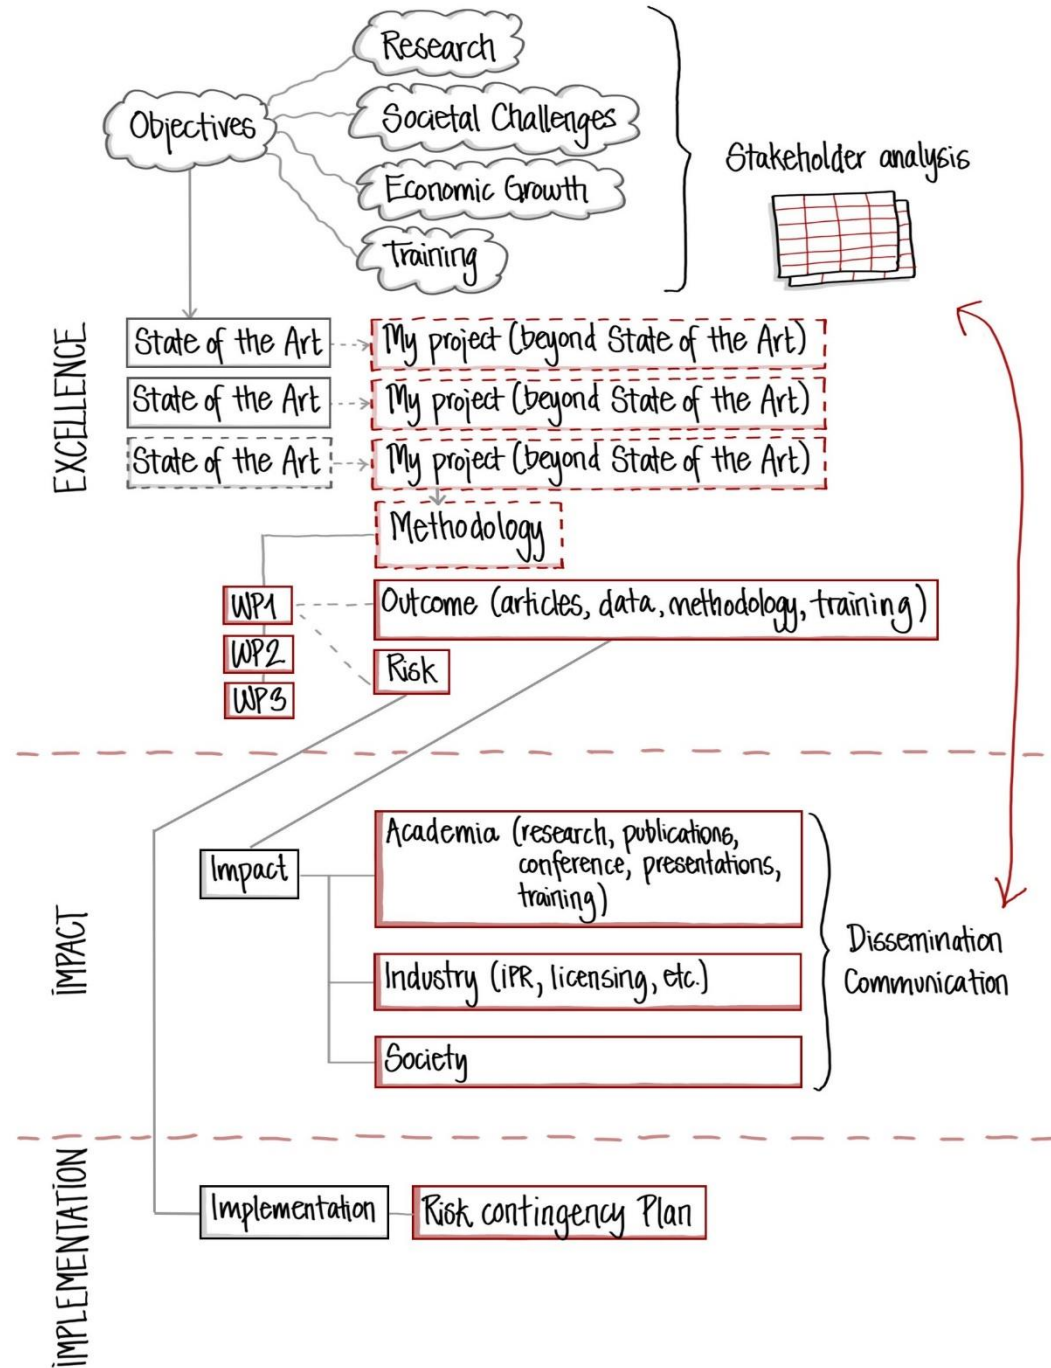 Research
Objectives
Societal Challenges
Economic Growth
Training
Stakeholder analysis
EXCELLENCE
State of the Art
My project (beyond State of the Art)
State of the Art
My project (beyond State of the Art)
State of the Art
My project (beyond State of the Art)
Methodology
WP1
Outcome (articles, data, methodology, training)
WP2
Risk
WP3
IMPACT
Impact
Academia (research, publications,
conference, presentations,
training)
Industry (iPR, licensing, etc.)
Society
Dissemination
Communication
IMPLEMENTATION
Implementation
Risk contingency Plan